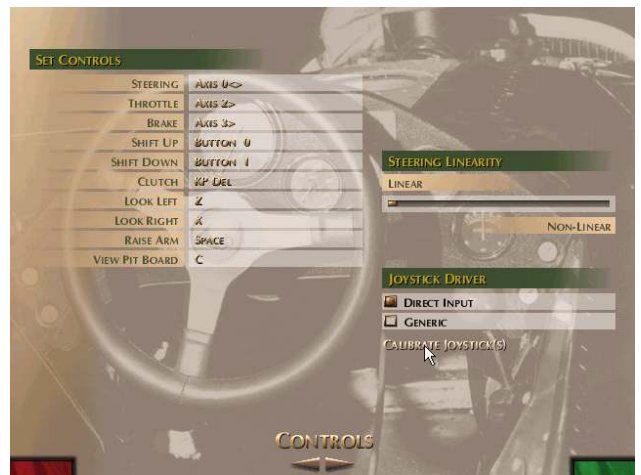 SET CONTROLS
STEERING AXIS 0<>
THROTTLE AXIS 2>
BRAKE AXIS 3>
SHIFT UP BUTTON 0
SHIFT DOWN BUTTON 1
CLUTCH KP DEL
LOOK LEFT Z
LOOK RIGHT X
RAISE ARM SPACE
VIEW PIT BOARD C
STEERING LINEARITY
LINEAR
NON-LINEAR
JOYSTICK DRIVER
DIRECT INPUT
GENERIC
CALIBRATE JOYSTICK(S)
CONTROLS